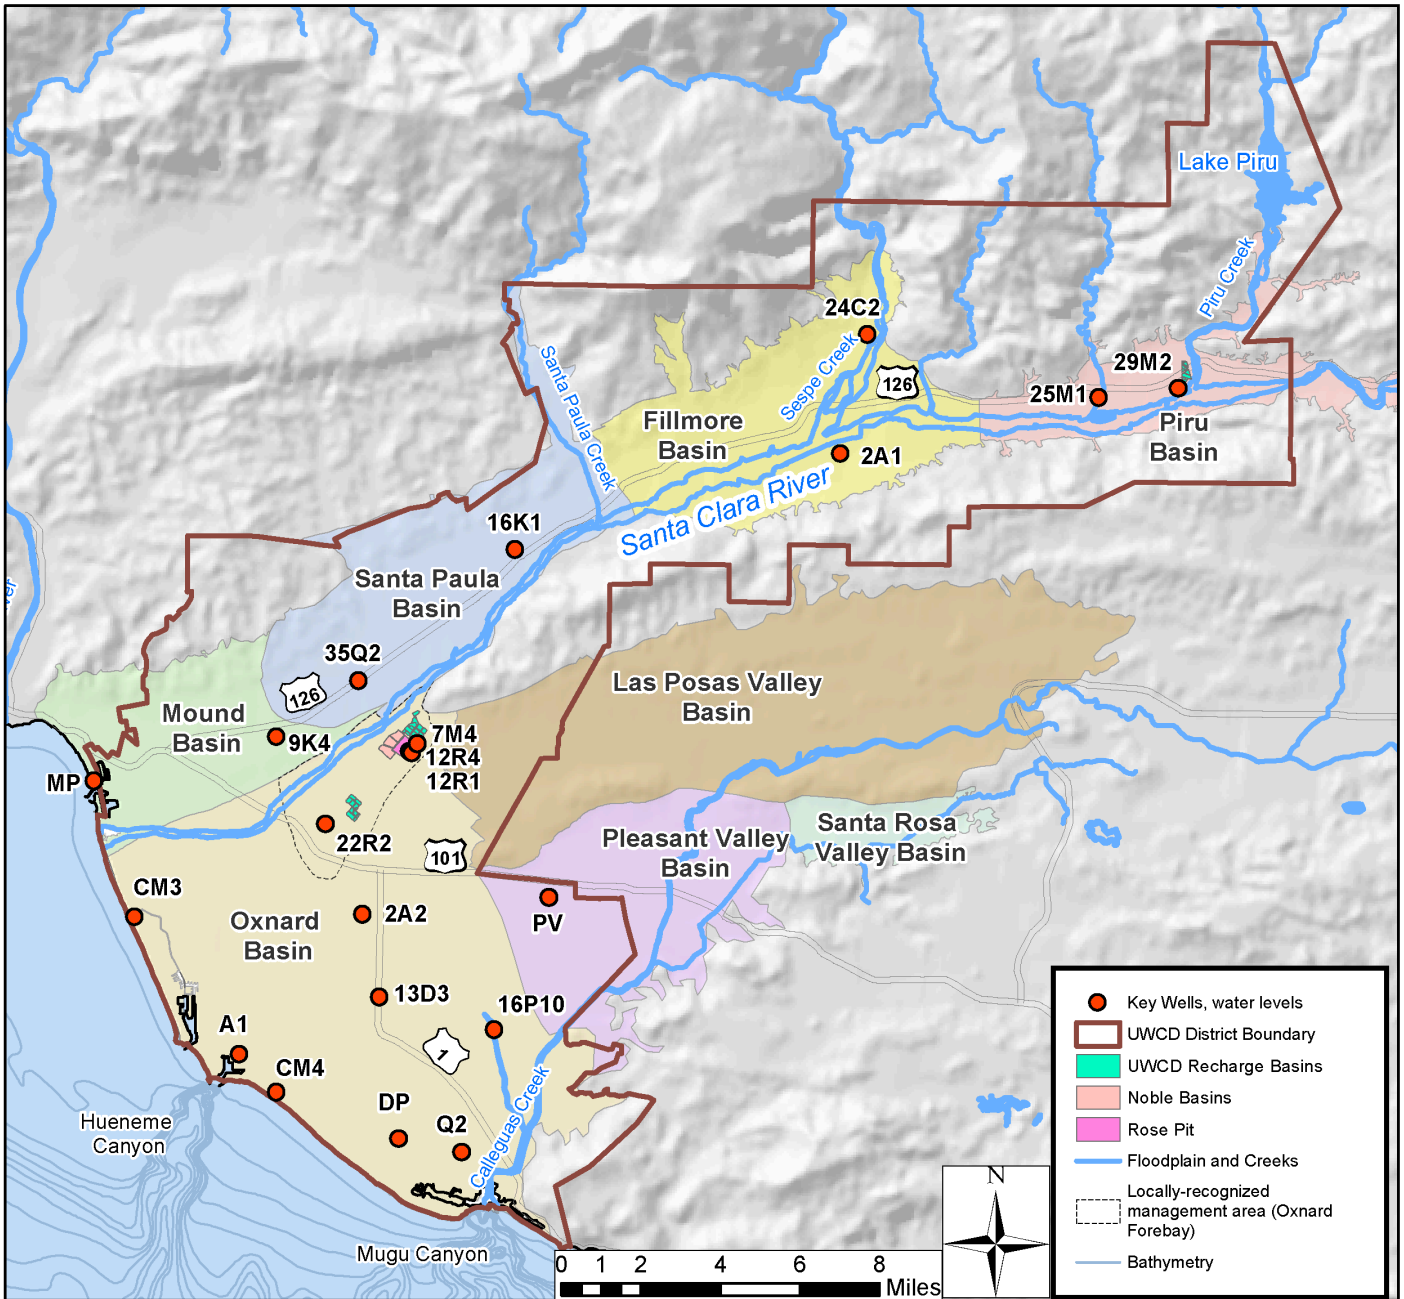 Lake Piru
Piru Creek
24C2
Sespe Creek
126
29M2
25M1
Piru
Basin
Santa Paula Creek
Fillmore
Basin
2A1
Santa Clara River
16K1
Santa Paula
Basin
35Q2
126
Las Posas Valley
Basin
Mound
Basin
9K4
7M4
12R4
12R1
MP
22R2
101
Pleasant Valley
Basin
Santa Rosa
Valley Basin
CM3
2A2
PV
Oxnard
Basin
13D3
16P10
A1
1
CM4
DP
Q2
Calleguas Creek
Hueneme
Canyon
Mugu Canyon
Key Wells, water levels
UWCD District Boundary
UWCD Recharge Basins
Noble Basins
Rose Pit
Floodplain and Creeks
Locally-recognized
management area (Oxnard
Forebay)
Bathymetry
N
0 1 2 4 6 8
Miles